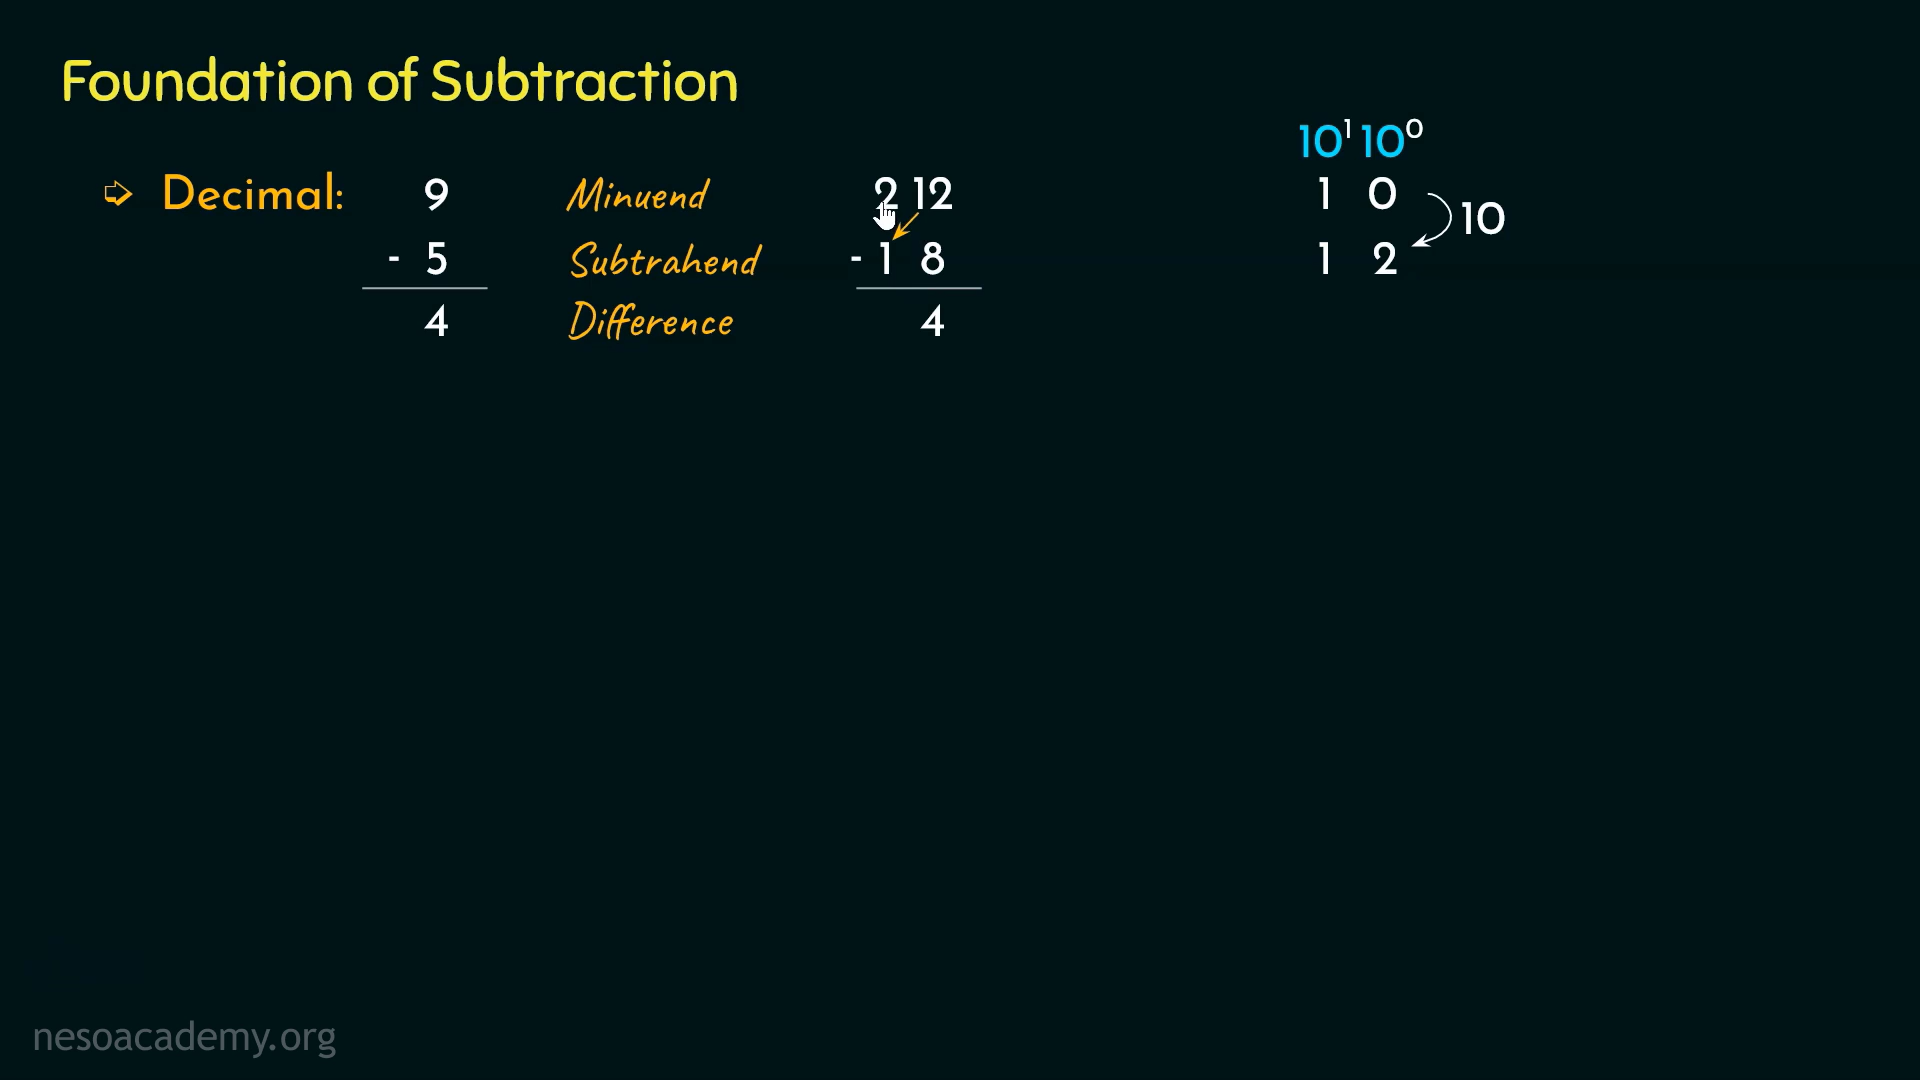 Foundation of Subtraction
10¹ 10⁰
➩ Decimal: 9 Minuend 2 12 1 0 10
- 5 Subtrahend - 1 8 1 2
4 Difference 4
nesoacademy.org